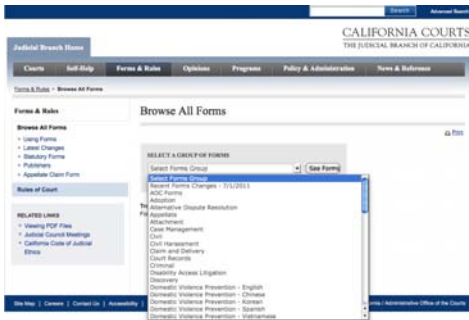 Search Advanced Search
CALIFORNIA COURTS
THE JUDICIAL BRANCH OF CALIFORNIA
Judicial Branch Home
Courts Self-Help Forms & Rules Opinions Programs Policy & Administration News & Reference
Forms & Rules > Browse All Forms
Forms & Rules
Browse All Forms
Using Forms
Latest Changes
Statutory Forms
Publishers
Appellate Claim Form
Rules of Court
RELATED LINKS
Viewing PDF Files
Judicial Council Meetings
California Code of Judicial
Ethics
Browse All Forms
Print
SELECT A GROUP OF FORMS
Select Forms Group See Forms
Select Forms Group
Recent Forms Changes - 7/1/2011
ADC Forms
Adoption
Alternative Dispute Resolution
Appellate
Attachment
Case Management
Civil
Civil Harassment
Claim and Delivery
Court Records
Criminal
Disability Access Litigation
Discovery
Domestic Violence Prevention - English
Domestic Violence Prevention - Chinese
Domestic Violence Prevention - Korean
Domestic Violence Prevention - Spanish
Domestic Violence Prevention - Vietnamese
Site Map | Careers | Contact Us | Accessibility | / Administrative Office of the Courts